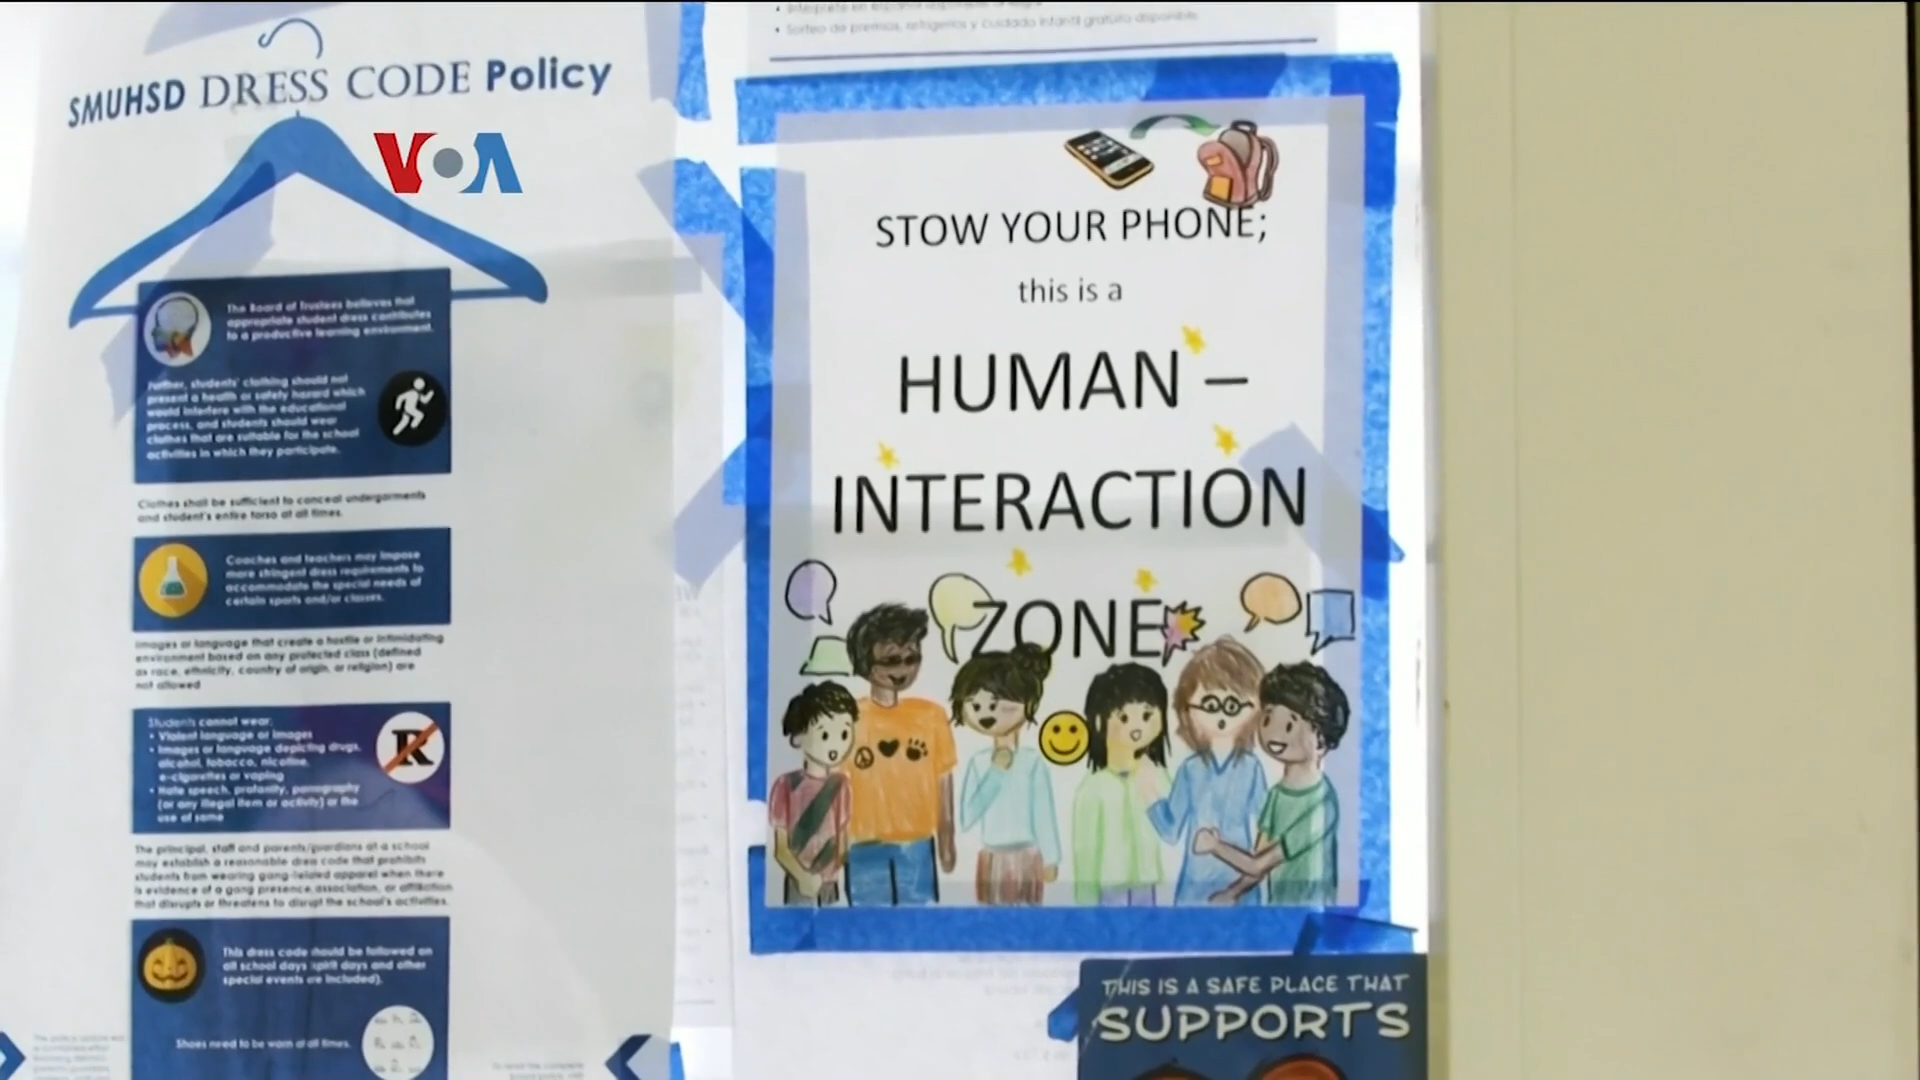 SMUHSD DRESS CODE Policy
VOA
The Board of Trustees believes that
appropriate student dress contributes
to a productive learning environment.
Further, students' clothing should not
present a health or safety hazard which
would interfere with the educational
process, and students should wear
clothes that are suitable for the school
activities in which they participate.
Clothes shall be sufficient to conceal undergarments
and student's entire torso at all times.
Coaches and teachers may impose
more stringent dress requirements to
accommodate the special needs of
certain sports and/or classes.
Images or language that create a hostile or intimidating
environment based on any protected class (defined
as race, ethnicity, country of origin, or religion) are
not allowed
Students cannot wear:
• Violent language or images
• Images or language depicting drugs,
alcohol, tobacco, nicotine,
e-cigarettes or vaping
• Hate speech, profanity, pornography
(or any illegal item or activity) or the
use of same
R
The principal, staff and parents/guardians at a school
may establish a reasonable dress code that prohibits
students from wearing gang-related apparel when there
is evidence of a gang presence, association, or affiliation
that disrupts or threatens to disrupt the school's activities.
This dress code should be followed on
all school days (spirit days and other
special events are included).
Shoes need to be worn at all times.
• Sorteo de premios, refrigerios y cuidado infantil gratuito disponible.
STOW YOUR PHONE;
this is a
HUMAN –
INTERACTION
ZONE
THIS IS A SAFE PLACE THAT
SUPPORTS